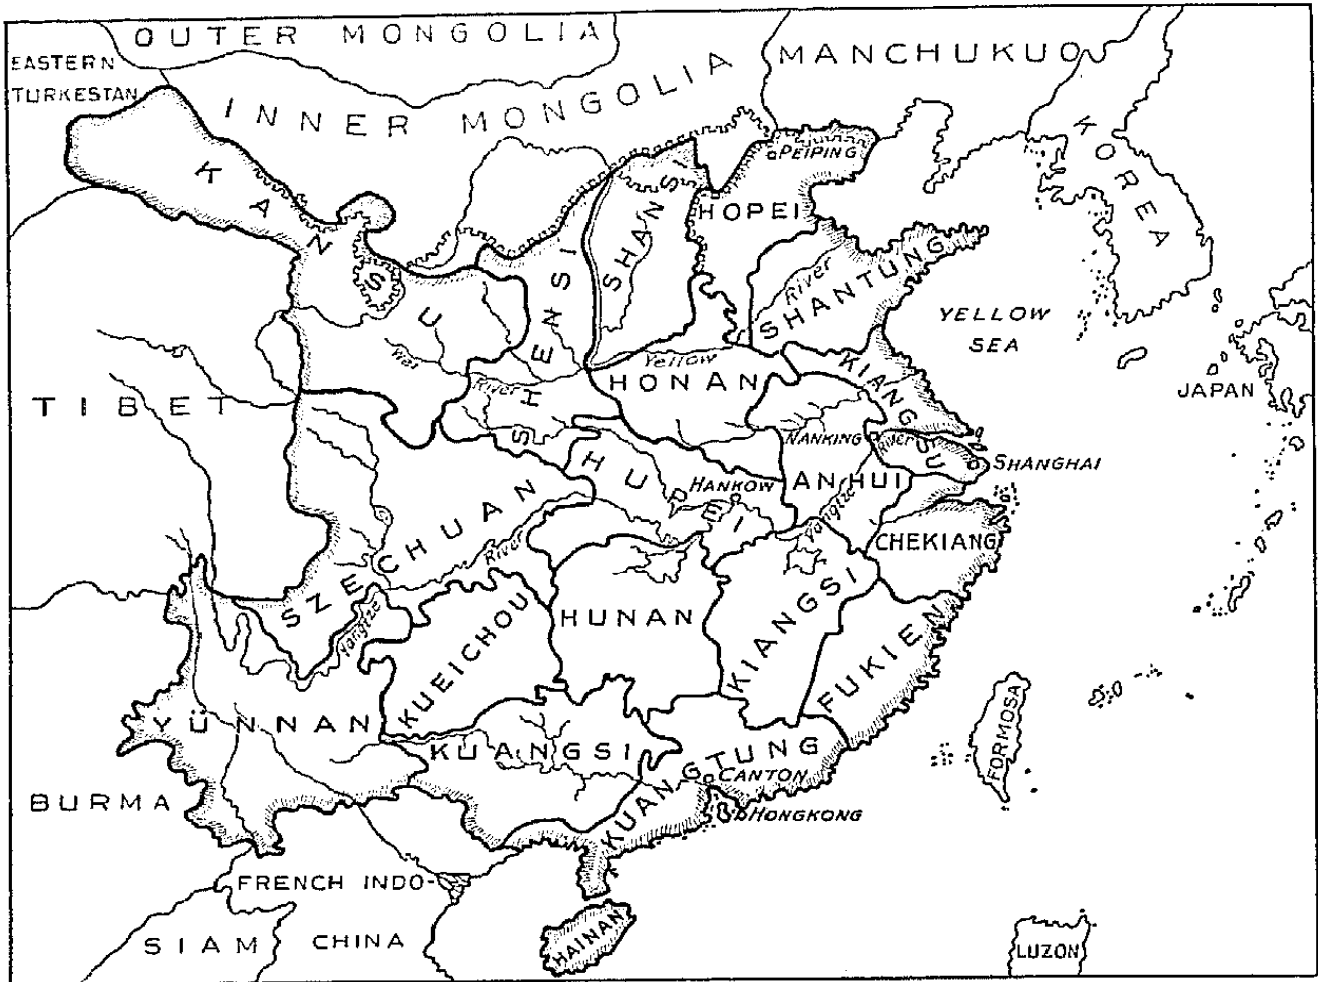 OUTER MONGOLIA
MANCHUKUO
EASTERN
TURKESTAN
INNER MONGOLIA
KOREA
PEIPING
KANSU
SHANSI
HOPEI
SHENSI
River
SHANTUNG
YELLOW
SEA
Wei
River
Yellow
HONAN
KIANGSU
JAPAN
TIBET
NANKING
River
SHANGHAI
HUPEI
HANKOW
ANHUI
Yangtze
SZECHUAN
River
CHEKIANG
Yangtze
KUEICHOU
HUNAN
KIANGSI
FUKIEN
YÜNNAN
KUANGSI
KUANGTUNG
CANTON
HONGKONG
FORMOSA
BURMA
FRENCH INDO-
CHINA
SIAM
HAINAN
LUZON